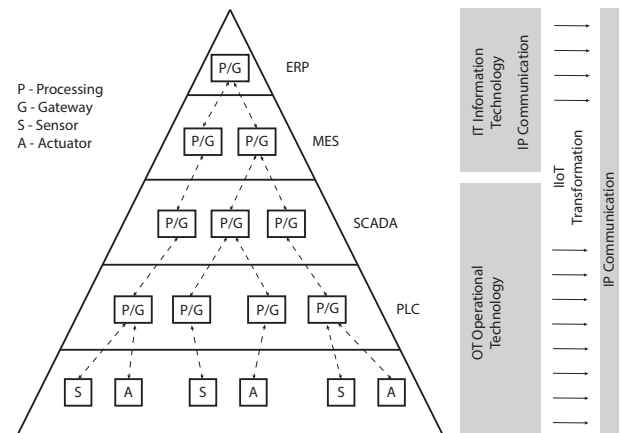 P/G
ERP
P - Processing
G - Gateway
S - Sensor
A - Actuator
P/G P/G
MES
P/G P/G P/G
SCADA
P/G P/G P/G P/G
PLC
S A S A S A
IT Information
Technology
IP Communication
OT Operational
Technology
IIoT
Transformation
IP Communication